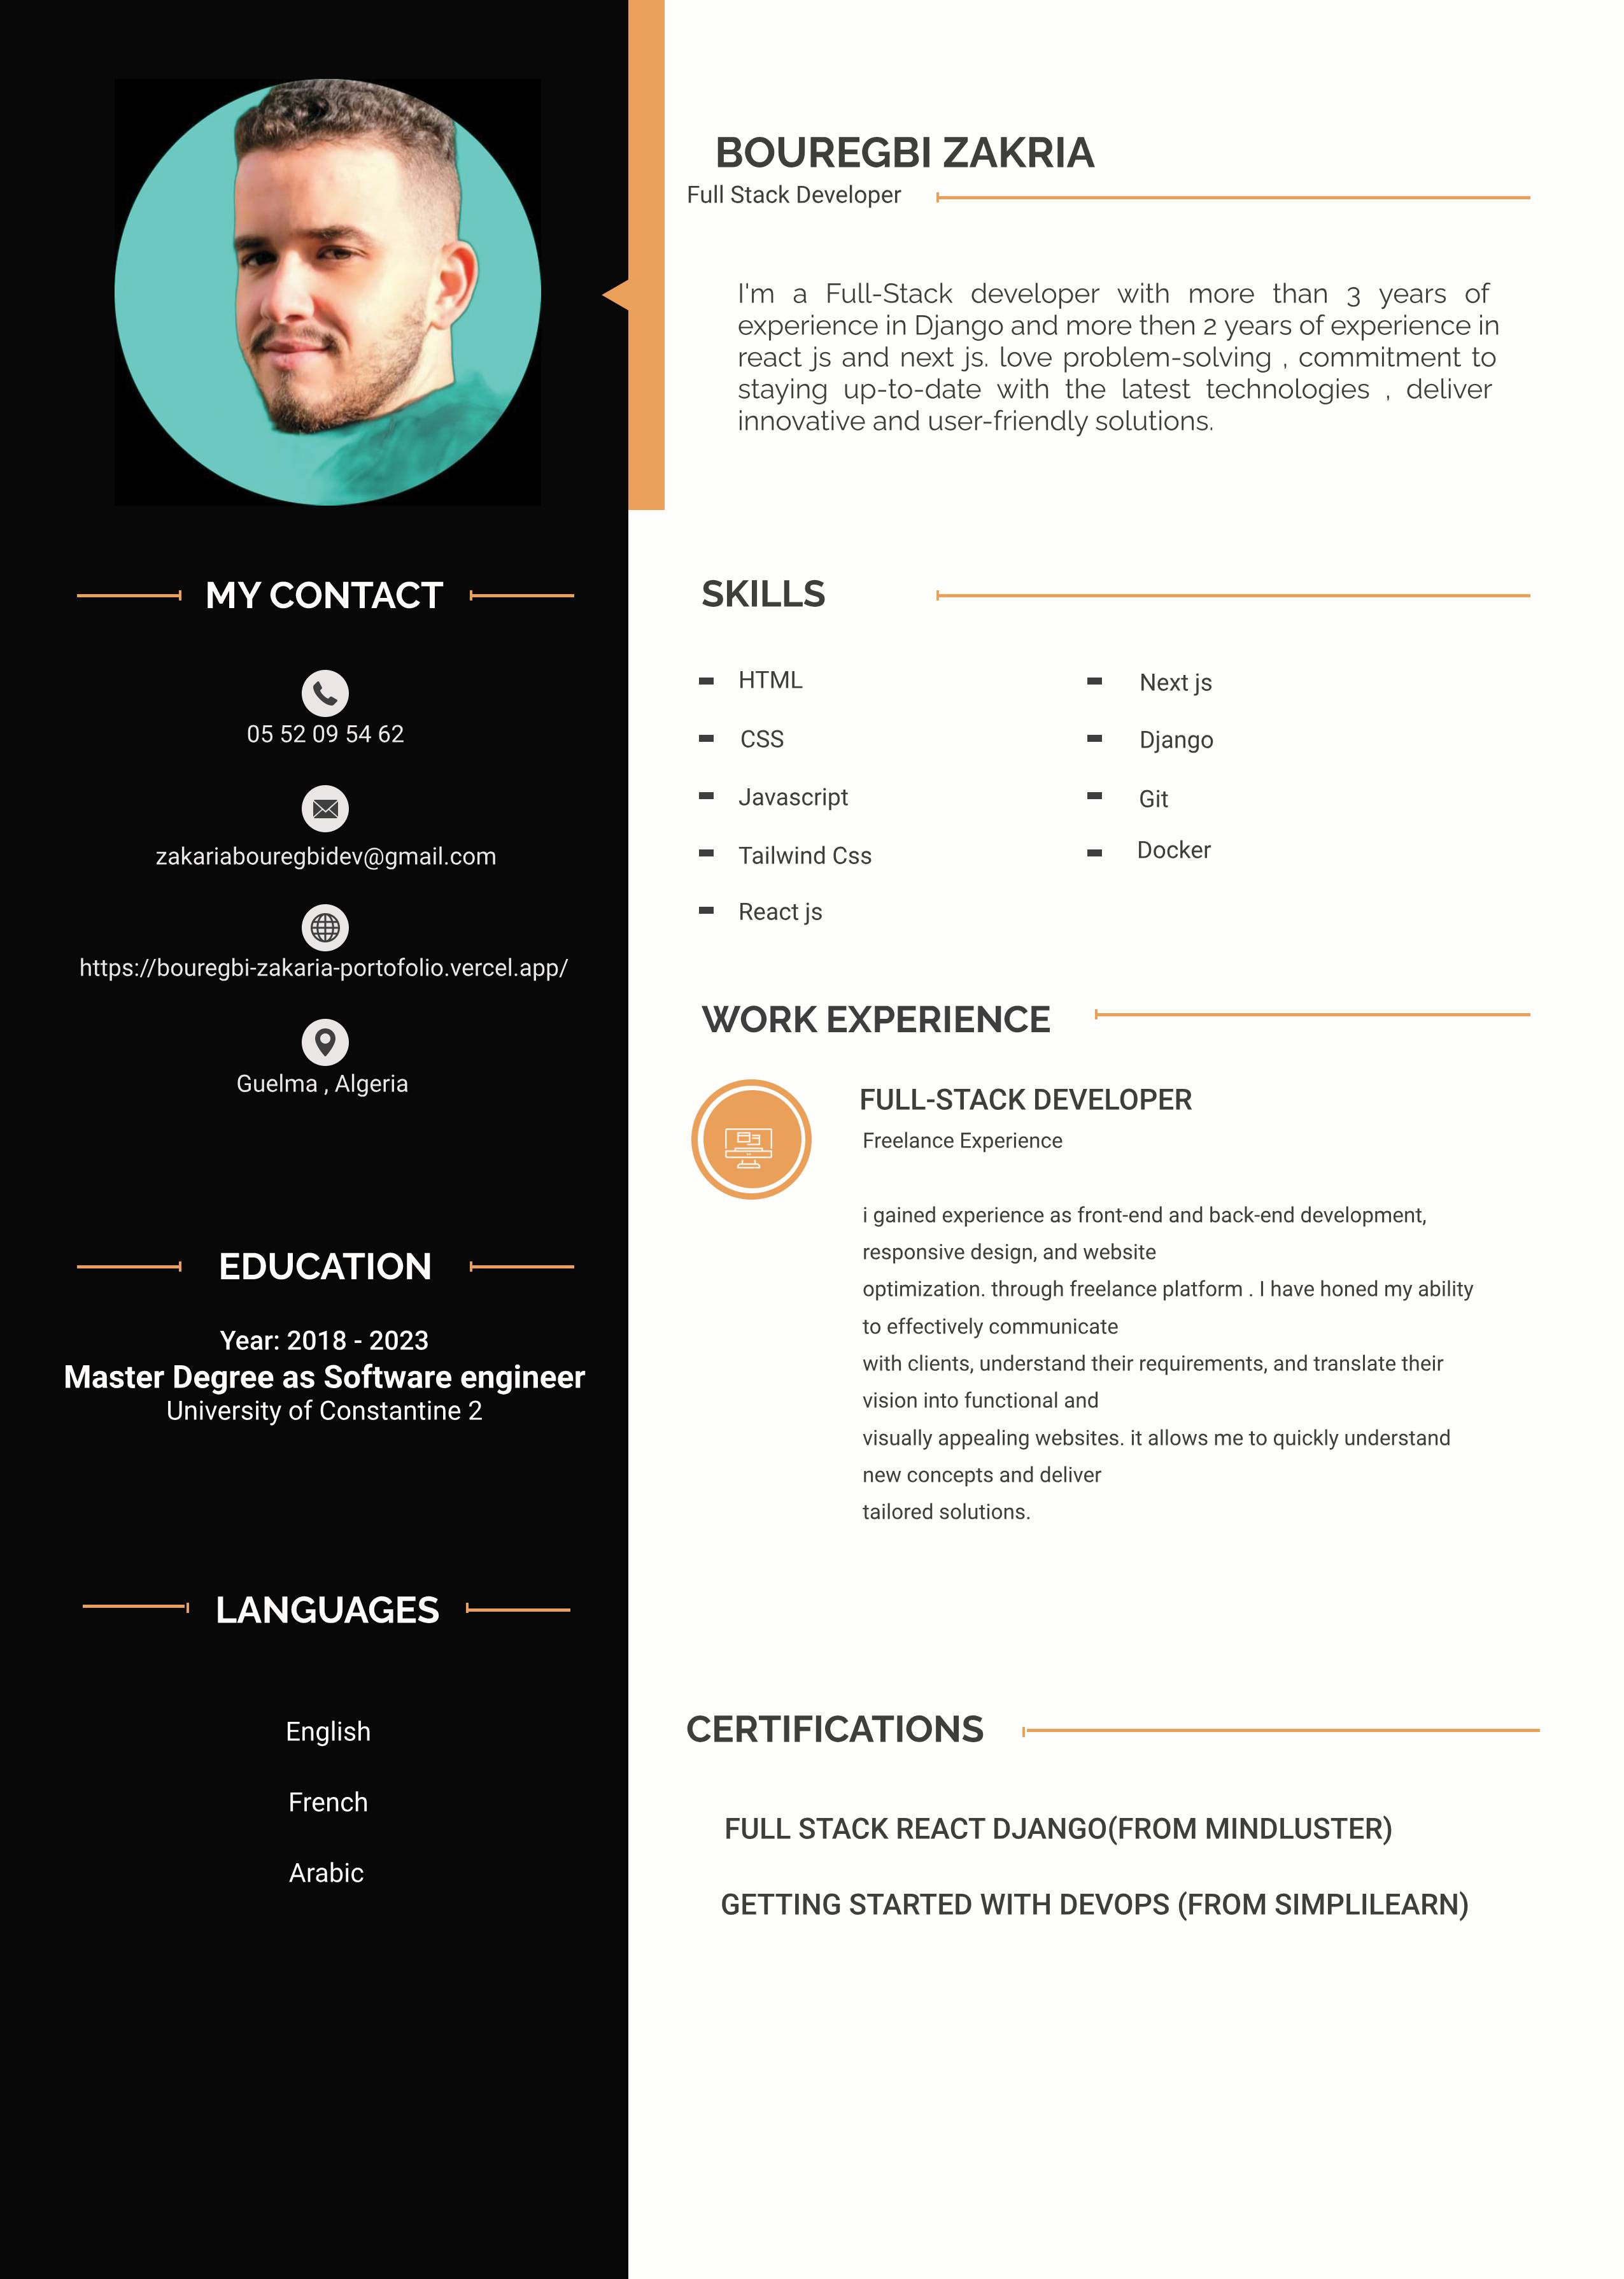 BOUREGBI ZAKRIA
Full Stack Developer
I'm a Full-Stack developer with more than 3 years of
experience in Django and more then 2 years of experience in
react js and next js. love problem-solving , commitment to
staying up-to-date with the latest technologies , deliver
innovative and user-friendly solutions.
MY CONTACT
05 52 09 54 62
zakariabouregbidev@gmail.com
https://bouregbi-zakaria-portofolio.vercel.app/
Guelma , Algeria
EDUCATION
Year: 2018 - 2023
Master Degree as Software engineer
University of Constantine 2
LANGUAGES
English
French
Arabic
SKILLS
HTML
CSS
Javascript
Tailwind Css
React js
Next js
Django
Git
Docker
WORK EXPERIENCE
FULL-STACK DEVELOPER
Freelance Experience
i gained experience as front-end and back-end development,
responsive design, and website
optimization. through freelance platform . I have honed my ability
to effectively communicate
with clients, understand their requirements, and translate their
vision into functional and
visually appealing websites. it allows me to quickly understand
new concepts and deliver
tailored solutions.
CERTIFICATIONS
FULL STACK REACT DJANGO(FROM MINDLUSTER)
GETTING STARTED WITH DEVOPS (FROM SIMPLILEARN)